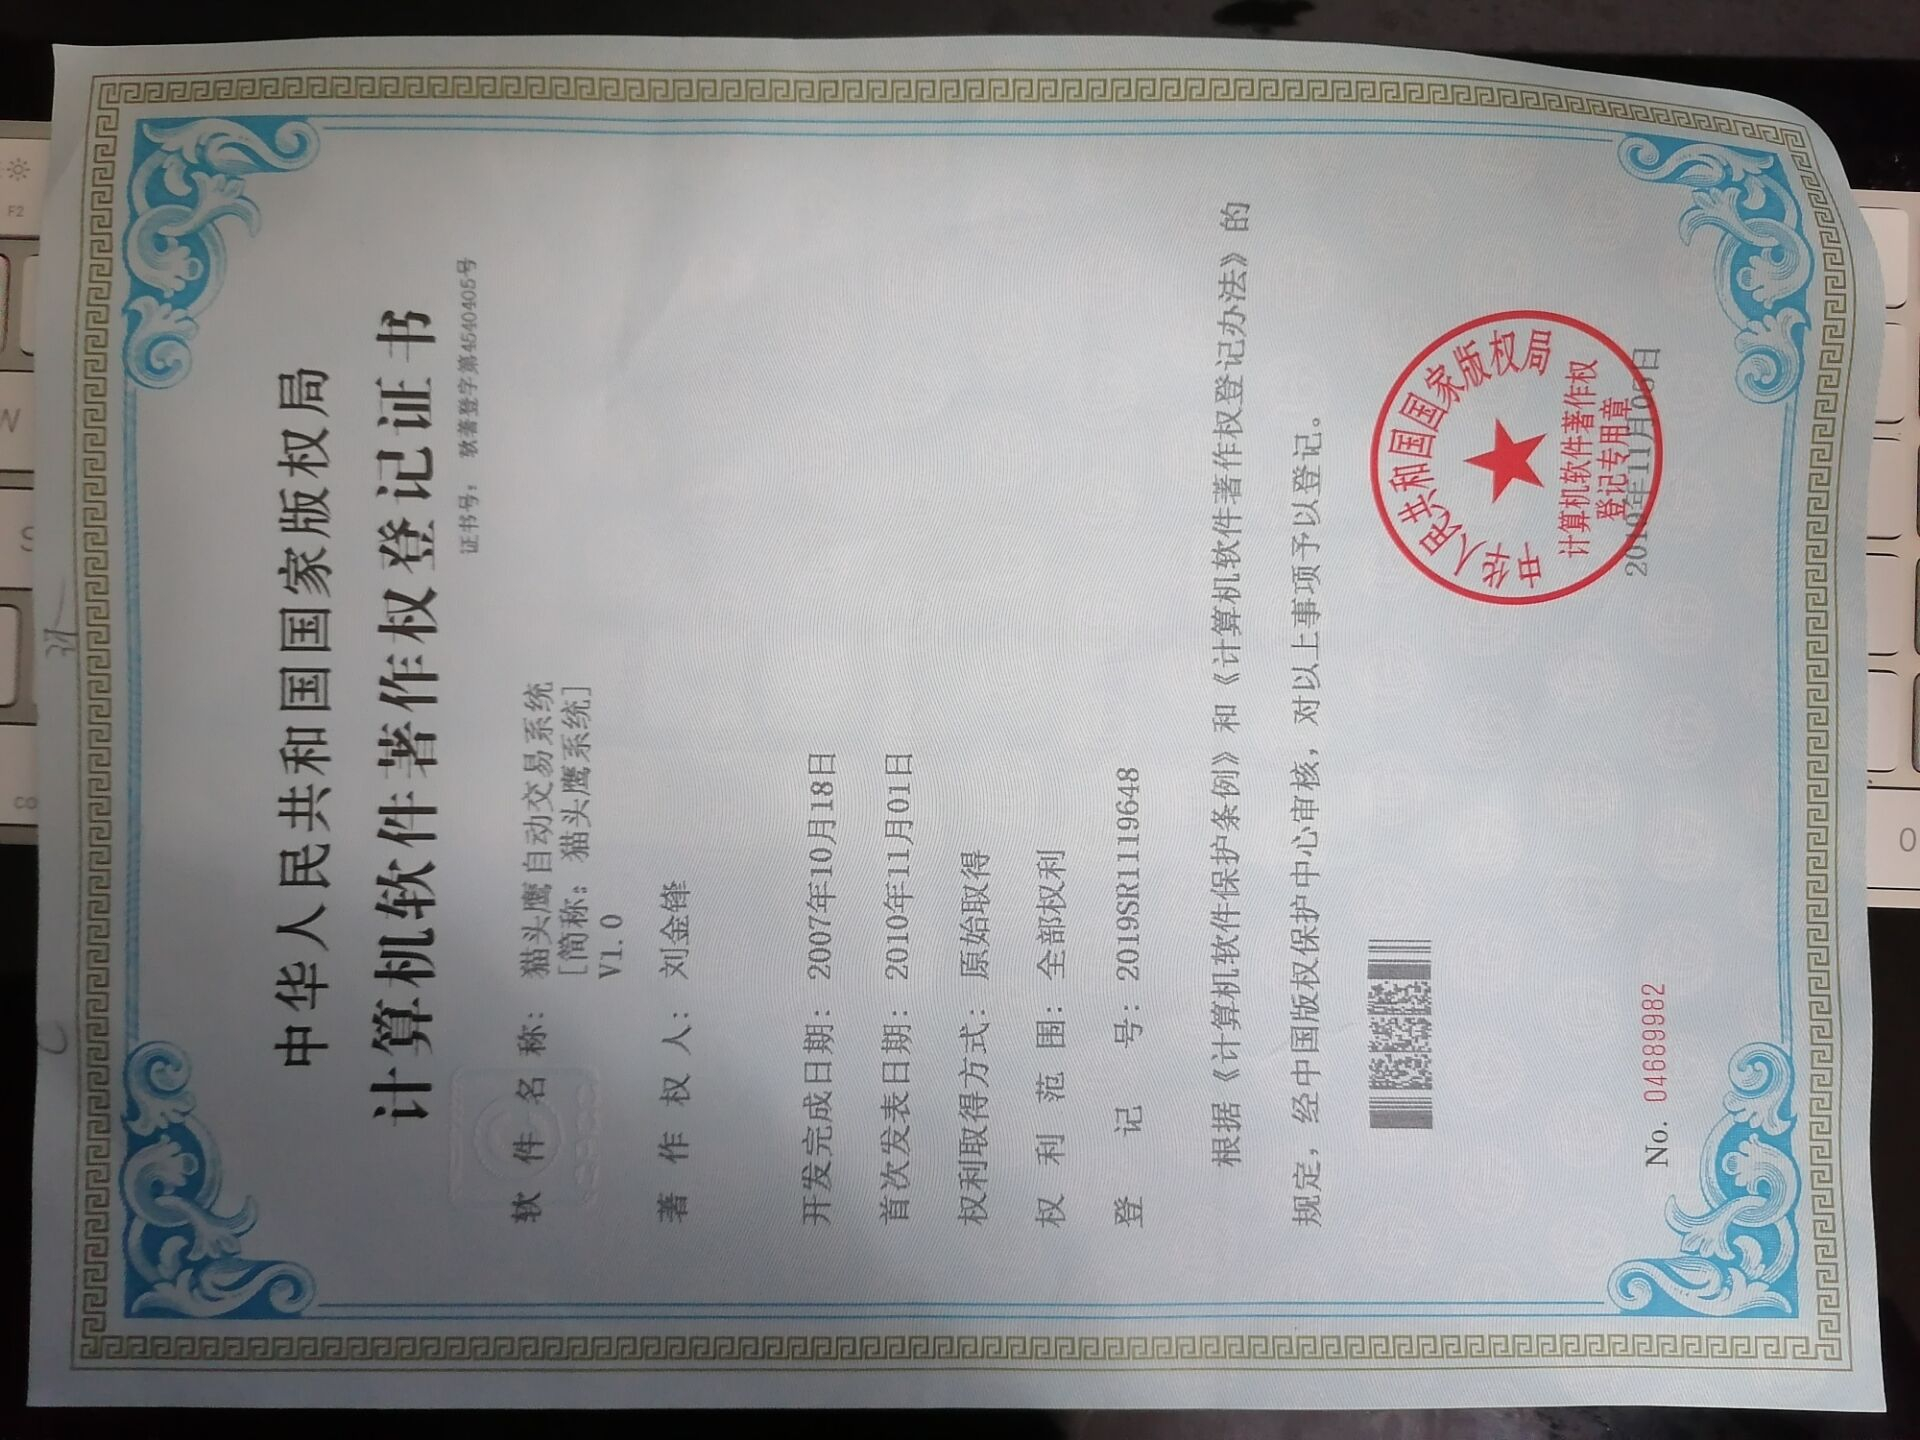 中华人民共和国国家版权局
计算机软件著作权登记证书
证书号： 软著登字第4540405号
软件名称： 猫头鹰自动交易系统
[简称：猫头鹰系统]
V1.0
著作权人： 刘金锋
开发完成日期： 2007年10月18日
首次发表日期： 2010年11月01日
权利取得方式： 原始取得
权利范围： 全部权利
登记号： 2019SR1119648
根据《计算机软件保护条例》和《计算机软件著作权登记办法》的
规定，经中国版权保护中心审核，对以上事项予以登记。
中华人民共和国国家版权局
计算机软件著作权
登记专用章
No. 04689982
F2